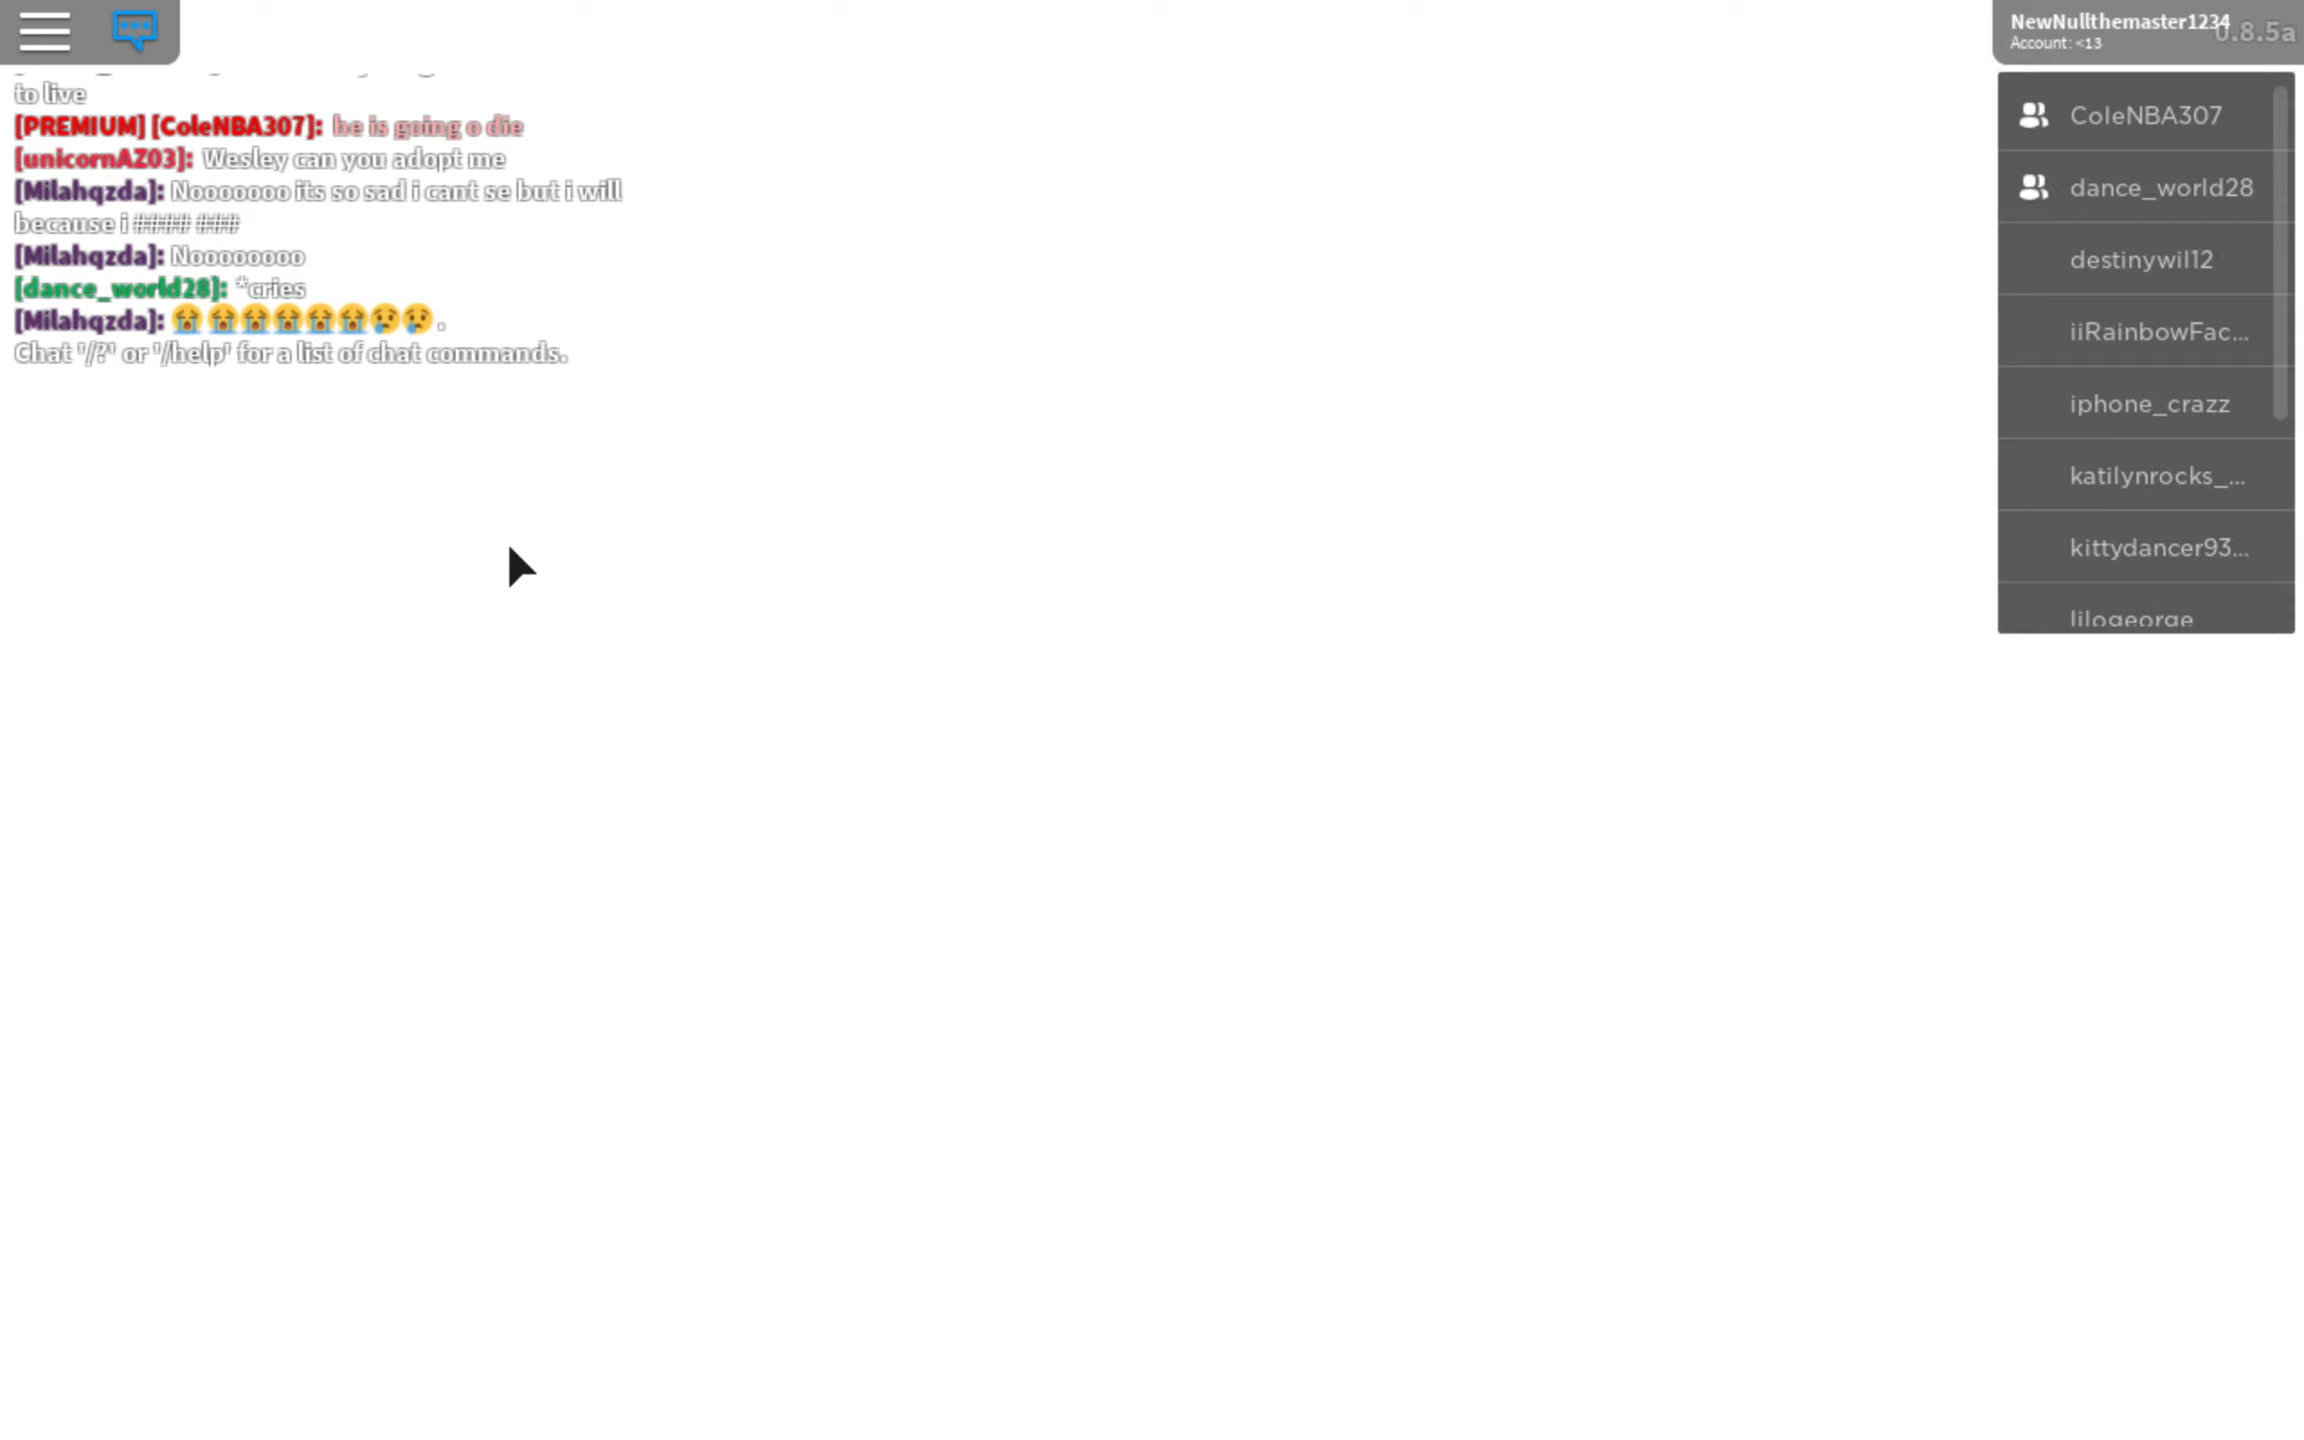 NewNullthemaster1234
Account: <13
0.8.5a
to live
[PREMIUM] [ColeNBA307]: he is going o die
[unicornAZ03]: Wesley can you adopt me
[Milahqzda]: Nooooooo its so sad i cant se but i will
because i #### ###
[Milahqzda]: Noooooooo
[dance_world28]: *cries
[Milahqzda]: 😭 😭😭😭😭😭😢😢 .
Chat '/?' or '/help' for a list of chat commands.
ColeNBA307
dance_world28
destinywil12
iiRainbowFac...
iphone_crazz
katilynrocks_...
kittydancer93...
lilogeorge